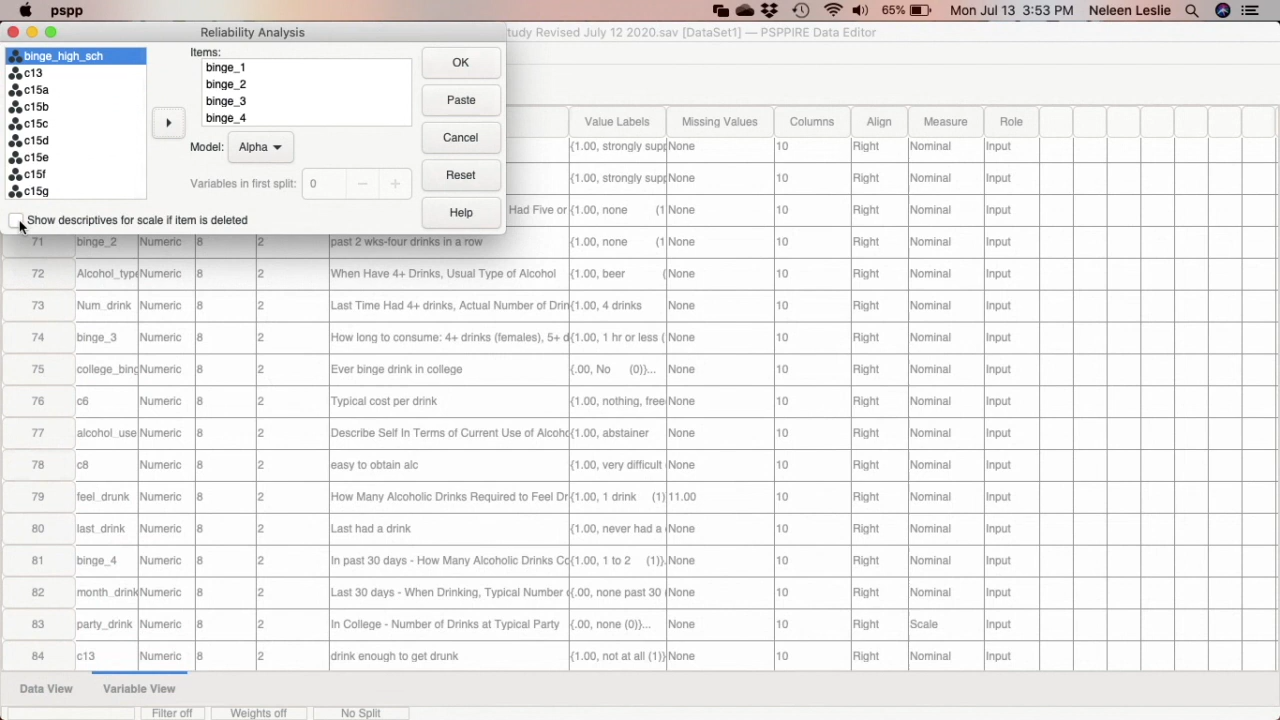 pspp 65% Mon Jul 13 3:53 PM Neleen Leslie
Reliability Analysis
tudy Revised July 12 2020.sav [DataSet1] — PSPPIRE Data Editor
binge_high_sch
c13
c15a
c15b
c15c
c15d
c15e
c15f
c15g
Items:
binge_1
binge_2
binge_3
binge_4
Model: Alpha
Variables in first split: 0
Show descriptives for scale if item is deleted
OK
Paste
Cancel
Reset
Help
Value Labels Missing Values Columns Align Measure Role
{1.00, strongly supp None 10 Right Nominal Input
{1.00, strongly supp None 10 Right Nominal Input
Had Five or {1.00, none (1 None 10 Right Nominal Input
71 binge_2 Numeric 8 2 past 2 wks-four drinks in a row {1.00, none (1 None 10 Right Nominal Input
72 Alcohol_type Numeric 8 2 When Have 4+ Drinks, Usual Type of Alcohol {1.00, beer ( None 10 Right Nominal Input
73 Num_drink Numeric 8 2 Last Time Had 4+ drinks, Actual Number of Drin {1.00, 4 drinks None 10 Right Nominal Input
74 binge_3 Numeric 8 2 How long to consume: 4+ drinks (females), 5+ d {1.00, 1 hr or less ( None 10 Right Nominal Input
75 college_bing Numeric 8 2 Ever binge drink in college {.00, No (0)}... None 10 Right Nominal Input
76 c6 Numeric 8 2 Typical cost per drink {1.00, nothing, free None 10 Right Nominal Input
77 alcohol_use Numeric 8 2 Describe Self In Terms of Current Use of Alcoho {1.00, abstainer None 10 Right Nominal Input
78 c8 Numeric 8 2 easy to obtain alc {1.00, very difficult None 10 Right Nominal Input
79 feel_drunk Numeric 8 2 How Many Alcoholic Drinks Required to Feel Dr {1.00, 1 drink (1) 11.00 10 Right Nominal Input
80 last_drink Numeric 8 2 Last had a drink {1.00, never had a None 10 Right Nominal Input
81 binge_4 Numeric 8 2 In past 30 days - How Many Alcoholic Drinks Co {1.00, 1 to 2 (1)}. None 10 Right Nominal Input
82 month_drink Numeric 8 2 Last 30 days - When Drinking, Typical Number {.00, none past 30 None 10 Right Nominal Input
83 party_drink Numeric 8 2 In College - Number of Drinks at Typical Party {.00, none (0)}... None 10 Right Scale Input
84 c13 Numeric 8 2 drink enough to get drunk {1.00, not at all (1)} None 10 Right Nominal Input
Data View Variable View
Filter off Weights off No Split